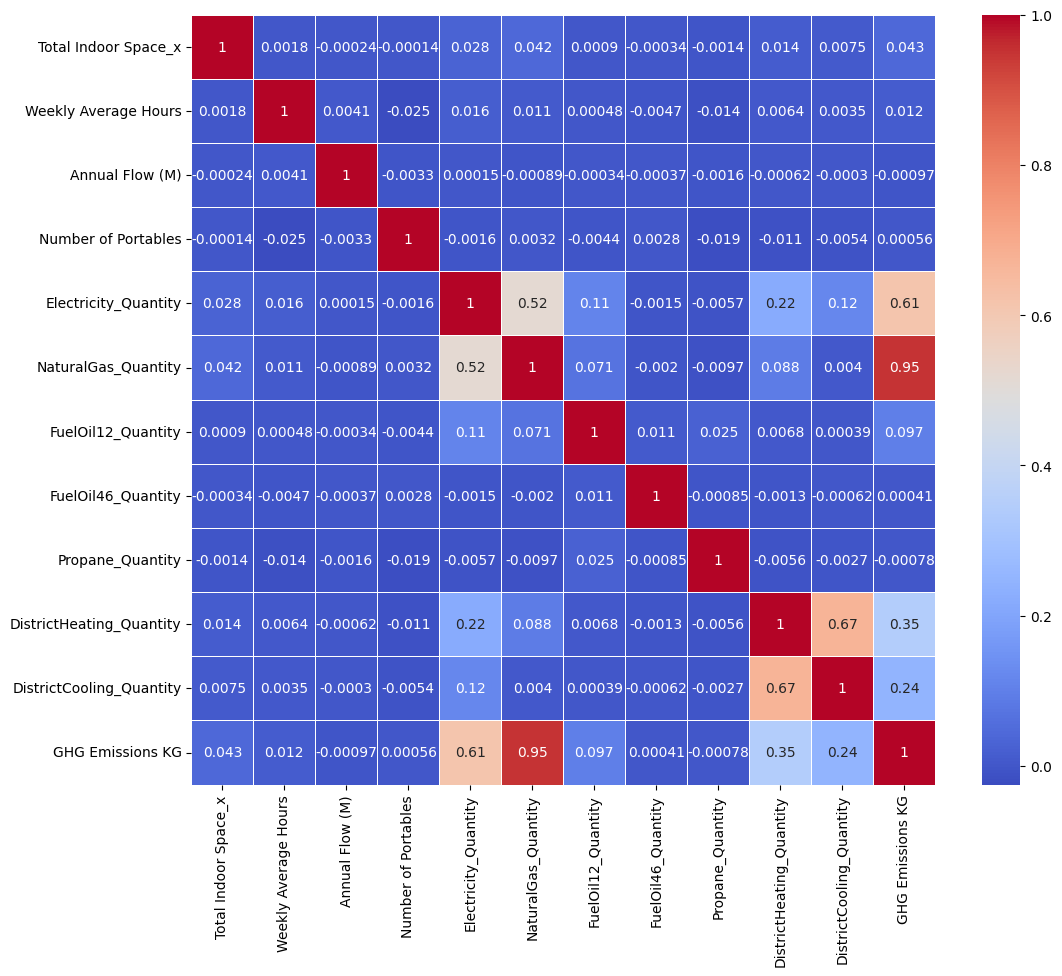 1.0
Total Indoor Space_x 1 0.0018 -0.00024 -0.00014 0.028 0.042 0.0009 -0.00034 -0.0014 0.014 0.0075 0.043
Weekly Average Hours 0.0018 1 0.0041 -0.025 0.016 0.011 0.00048 -0.0047 -0.014 0.0064 0.0035 0.012
0.8
Annual Flow (M) -0.00024 0.0041 1 -0.0033 0.00015 -0.00089 -0.00034 -0.00037 -0.0016 -0.00062 -0.0003 -0.00097
Number of Portables -0.00014 -0.025 -0.0033 1 -0.0016 0.0032 -0.0044 0.0028 -0.019 -0.011 -0.0054 0.00056
Electricity_Quantity 0.028 0.016 0.00015 -0.0016 1 0.52 0.11 -0.0015 -0.0057 0.22 0.12 0.61
0.6
NaturalGas_Quantity 0.042 0.011 -0.00089 0.0032 0.52 1 0.071 -0.002 -0.0097 0.088 0.004 0.95
FuelOil12_Quantity 0.0009 0.00048 -0.00034 -0.0044 0.11 0.071 1 0.011 0.025 0.0068 0.00039 0.097
0.4
FuelOil46_Quantity -0.00034 -0.0047 -0.00037 0.0028 -0.0015 -0.002 0.011 1 -0.00085 -0.0013 -0.00062 0.00041
Propane_Quantity -0.0014 -0.014 -0.0016 -0.019 -0.0057 -0.0097 0.025 -0.00085 1 -0.0056 -0.0027 -0.00078
0.2
DistrictHeating_Quantity 0.014 0.0064 -0.00062 -0.011 0.22 0.088 0.0068 -0.0013 -0.0056 1 0.67 0.35
DistrictCooling_Quantity 0.0075 0.0035 -0.0003 -0.0054 0.12 0.004 0.00039 -0.00062 -0.0027 0.67 1 0.24
GHG Emissions KG 0.043 0.012 -0.00097 0.00056 0.61 0.95 0.097 0.00041 -0.00078 0.35 0.24 1
0.0
Total Indoor Space_x
Weekly Average Hours
Annual Flow (M)
Number of Portables
Electricity_Quantity
NaturalGas_Quantity
FuelOil12_Quantity
FuelOil46_Quantity
Propane_Quantity
DistrictHeating_Quantity
DistrictCooling_Quantity
GHG Emissions KG